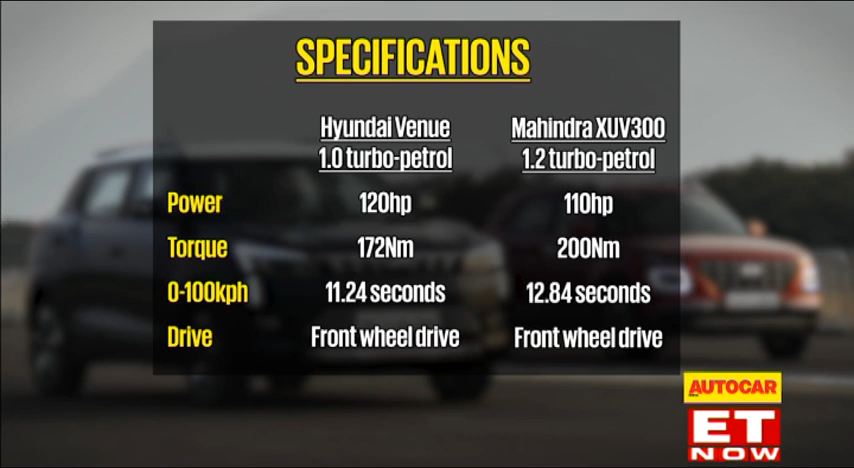 SPECIFICATIONS
Hyundai Venue Mahindra XUV300
1.0 turbo-petrol 1.2 turbo-petrol
Power 120hp 110hp
Torque 172Nm 200Nm
0-100kph 11.24 seconds 12.84 seconds
Drive Front wheel drive Front wheel drive
AUTOCAR
ET
NOW